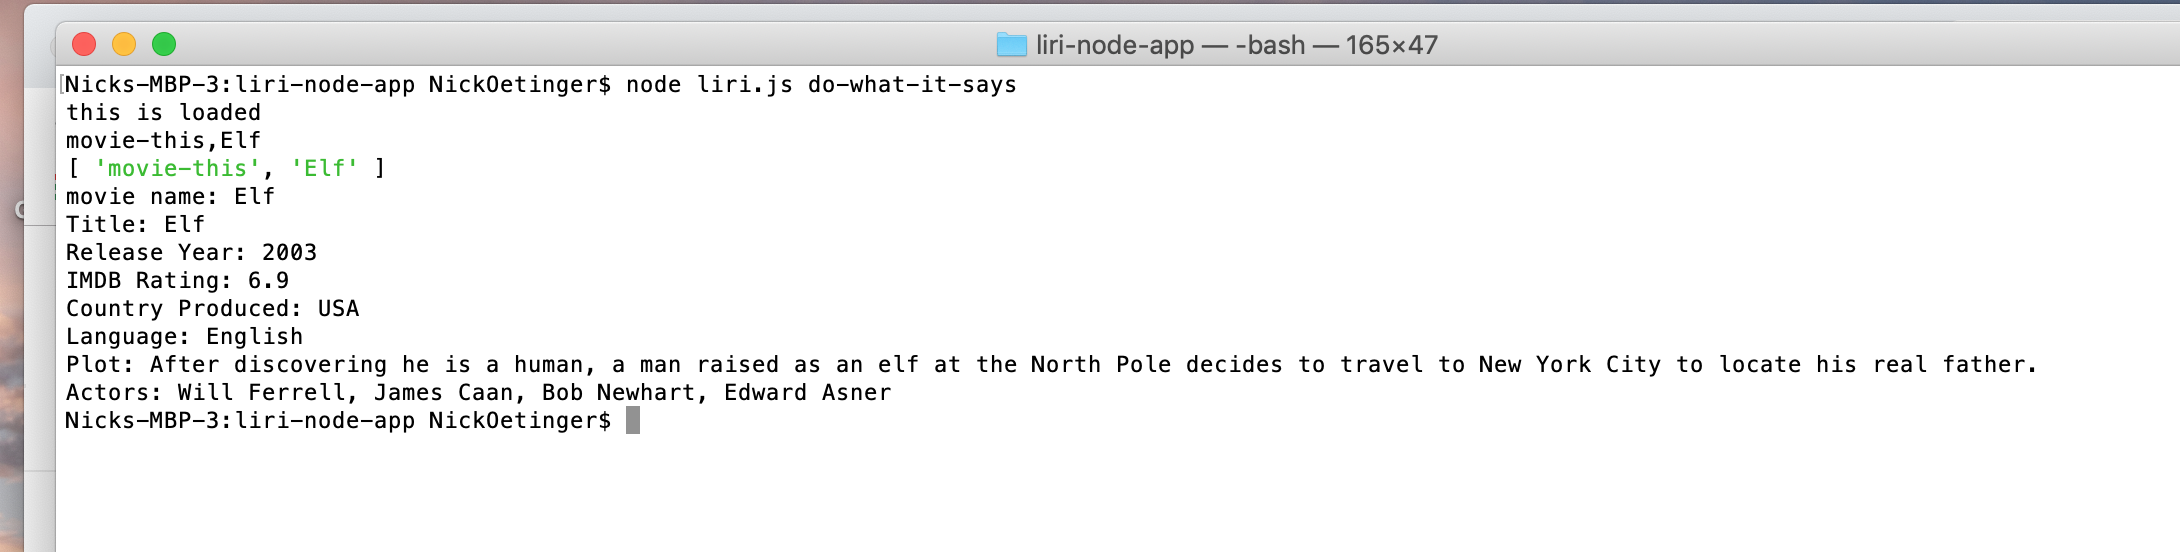 liri-node-app — -bash — 165×47
Nicks-MBP-3:liri-node-app NickOetinger$ node liri.js do-what-it-says
this is loaded
movie-this,Elf
[ 'movie-this', 'Elf' ]
movie name: Elf
Title: Elf
Release Year: 2003
IMDB Rating: 6.9
Country Produced: USA
Language: English
Plot: After discovering he is a human, a man raised as an elf at the North Pole decides to travel to New York City to locate his real father.
Actors: Will Ferrell, James Caan, Bob Newhart, Edward Asner
Nicks-MBP-3:liri-node-app NickOetinger$